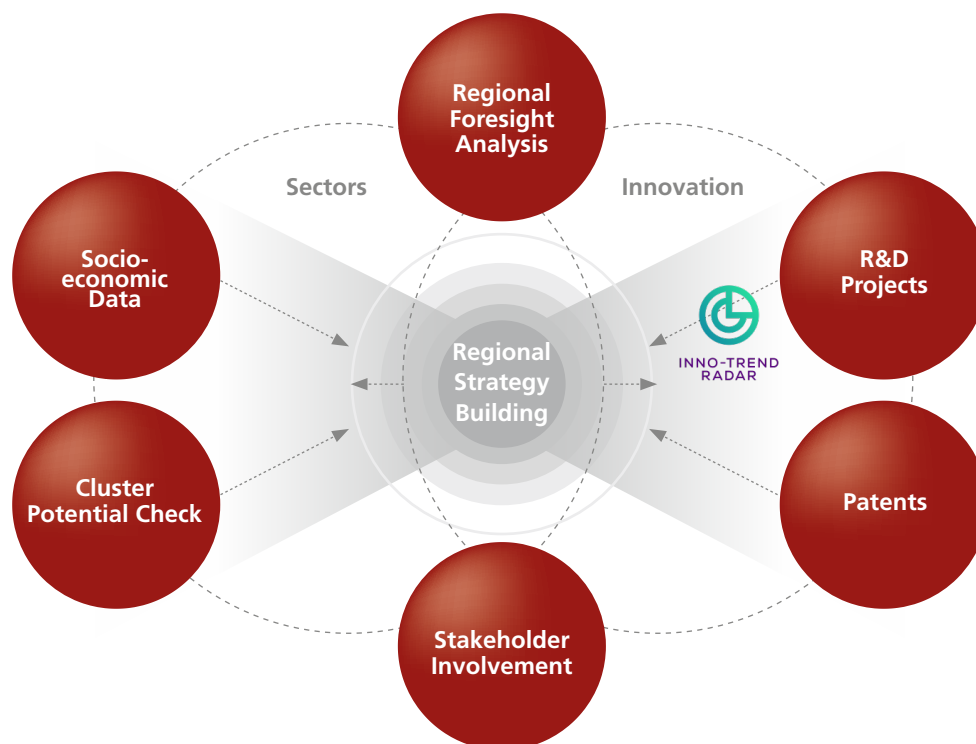 Regional
Foresight
Analysis
Sectors
Innovation
Socio-
economic
Data
R&D
Projects
INNO-TREND
RADAR
Regional
Strategy
Building
Cluster
Potential Check
Patents
Stakeholder
Involvement